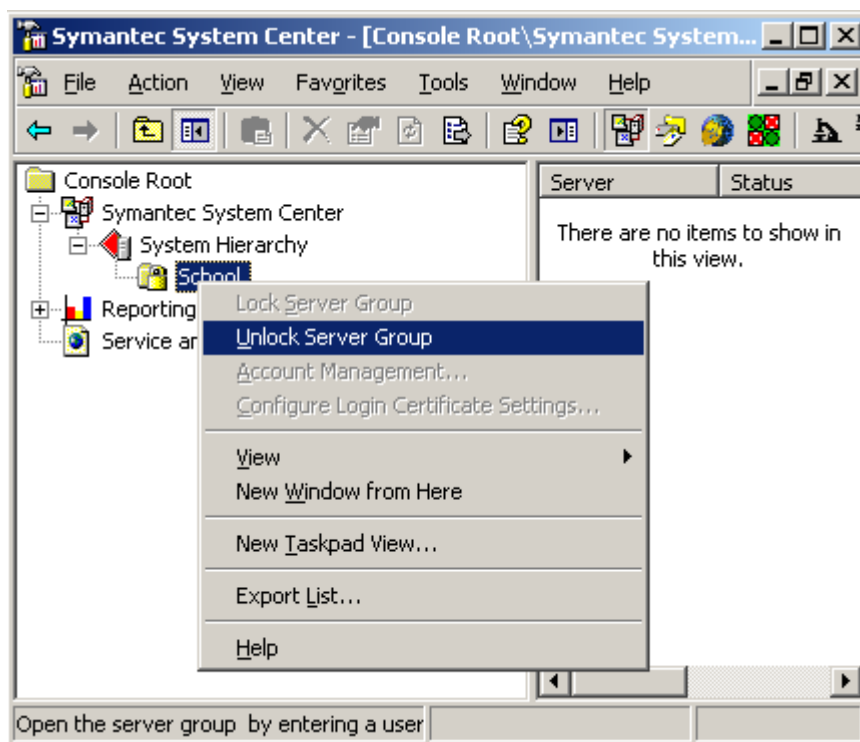 Symantec System Center - [Console Root\Symantec System...
File Action View Favorites Tools Window Help
Console Root
Symantec System Center
System Hierarchy
School
Reporting
Service an
Server Status
There are no items to show in
this view.
Lock Server Group
Unlock Server Group
Account Management...
Configure Login Certificate Settings...
View
New Window from Here
New Taskpad View...
Export List...
Help
Open the server group by entering a user